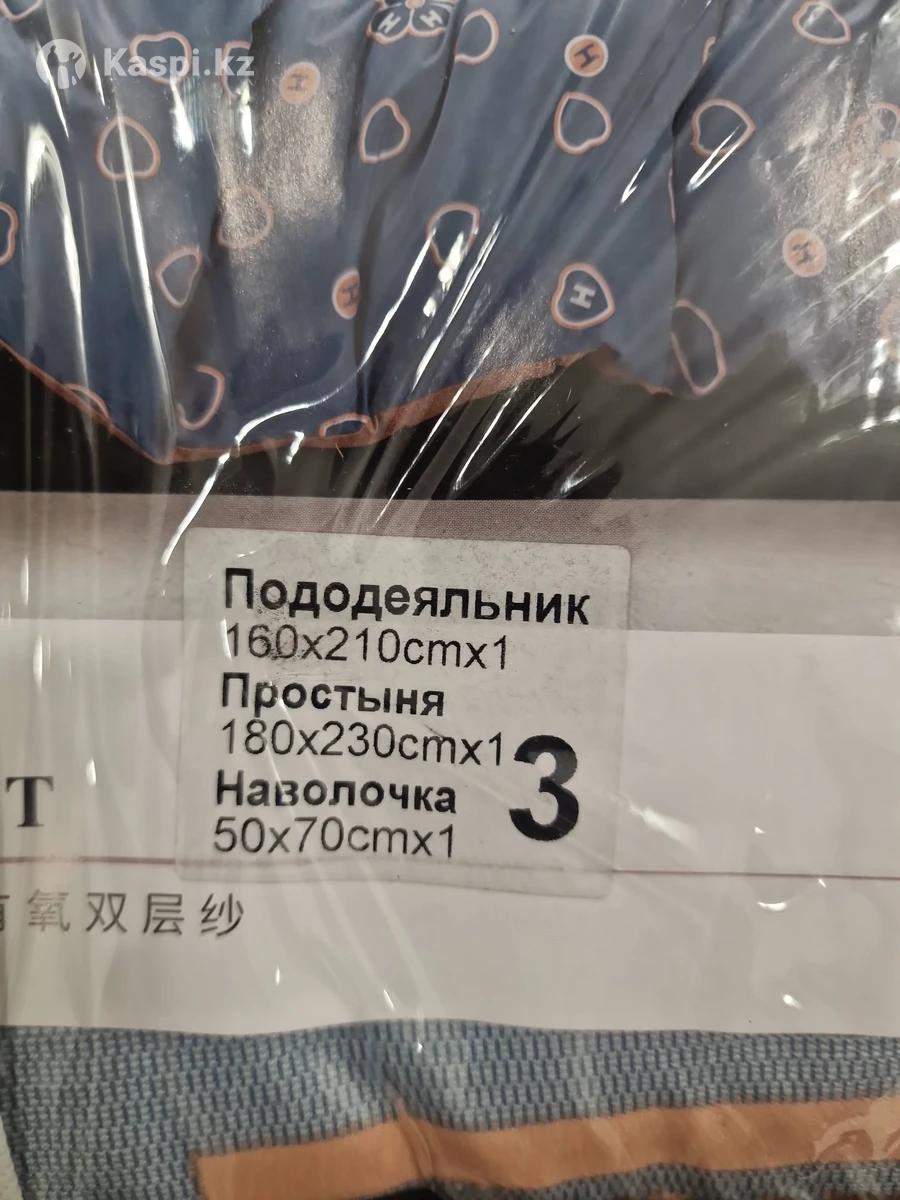 Kaspi.kz
H H
H
H
H
H
H
Пододеяльник
160x210cmx1
Простыня
180x230cmx1
3
Наволочка
50x70cmx1
T
氧双层纱